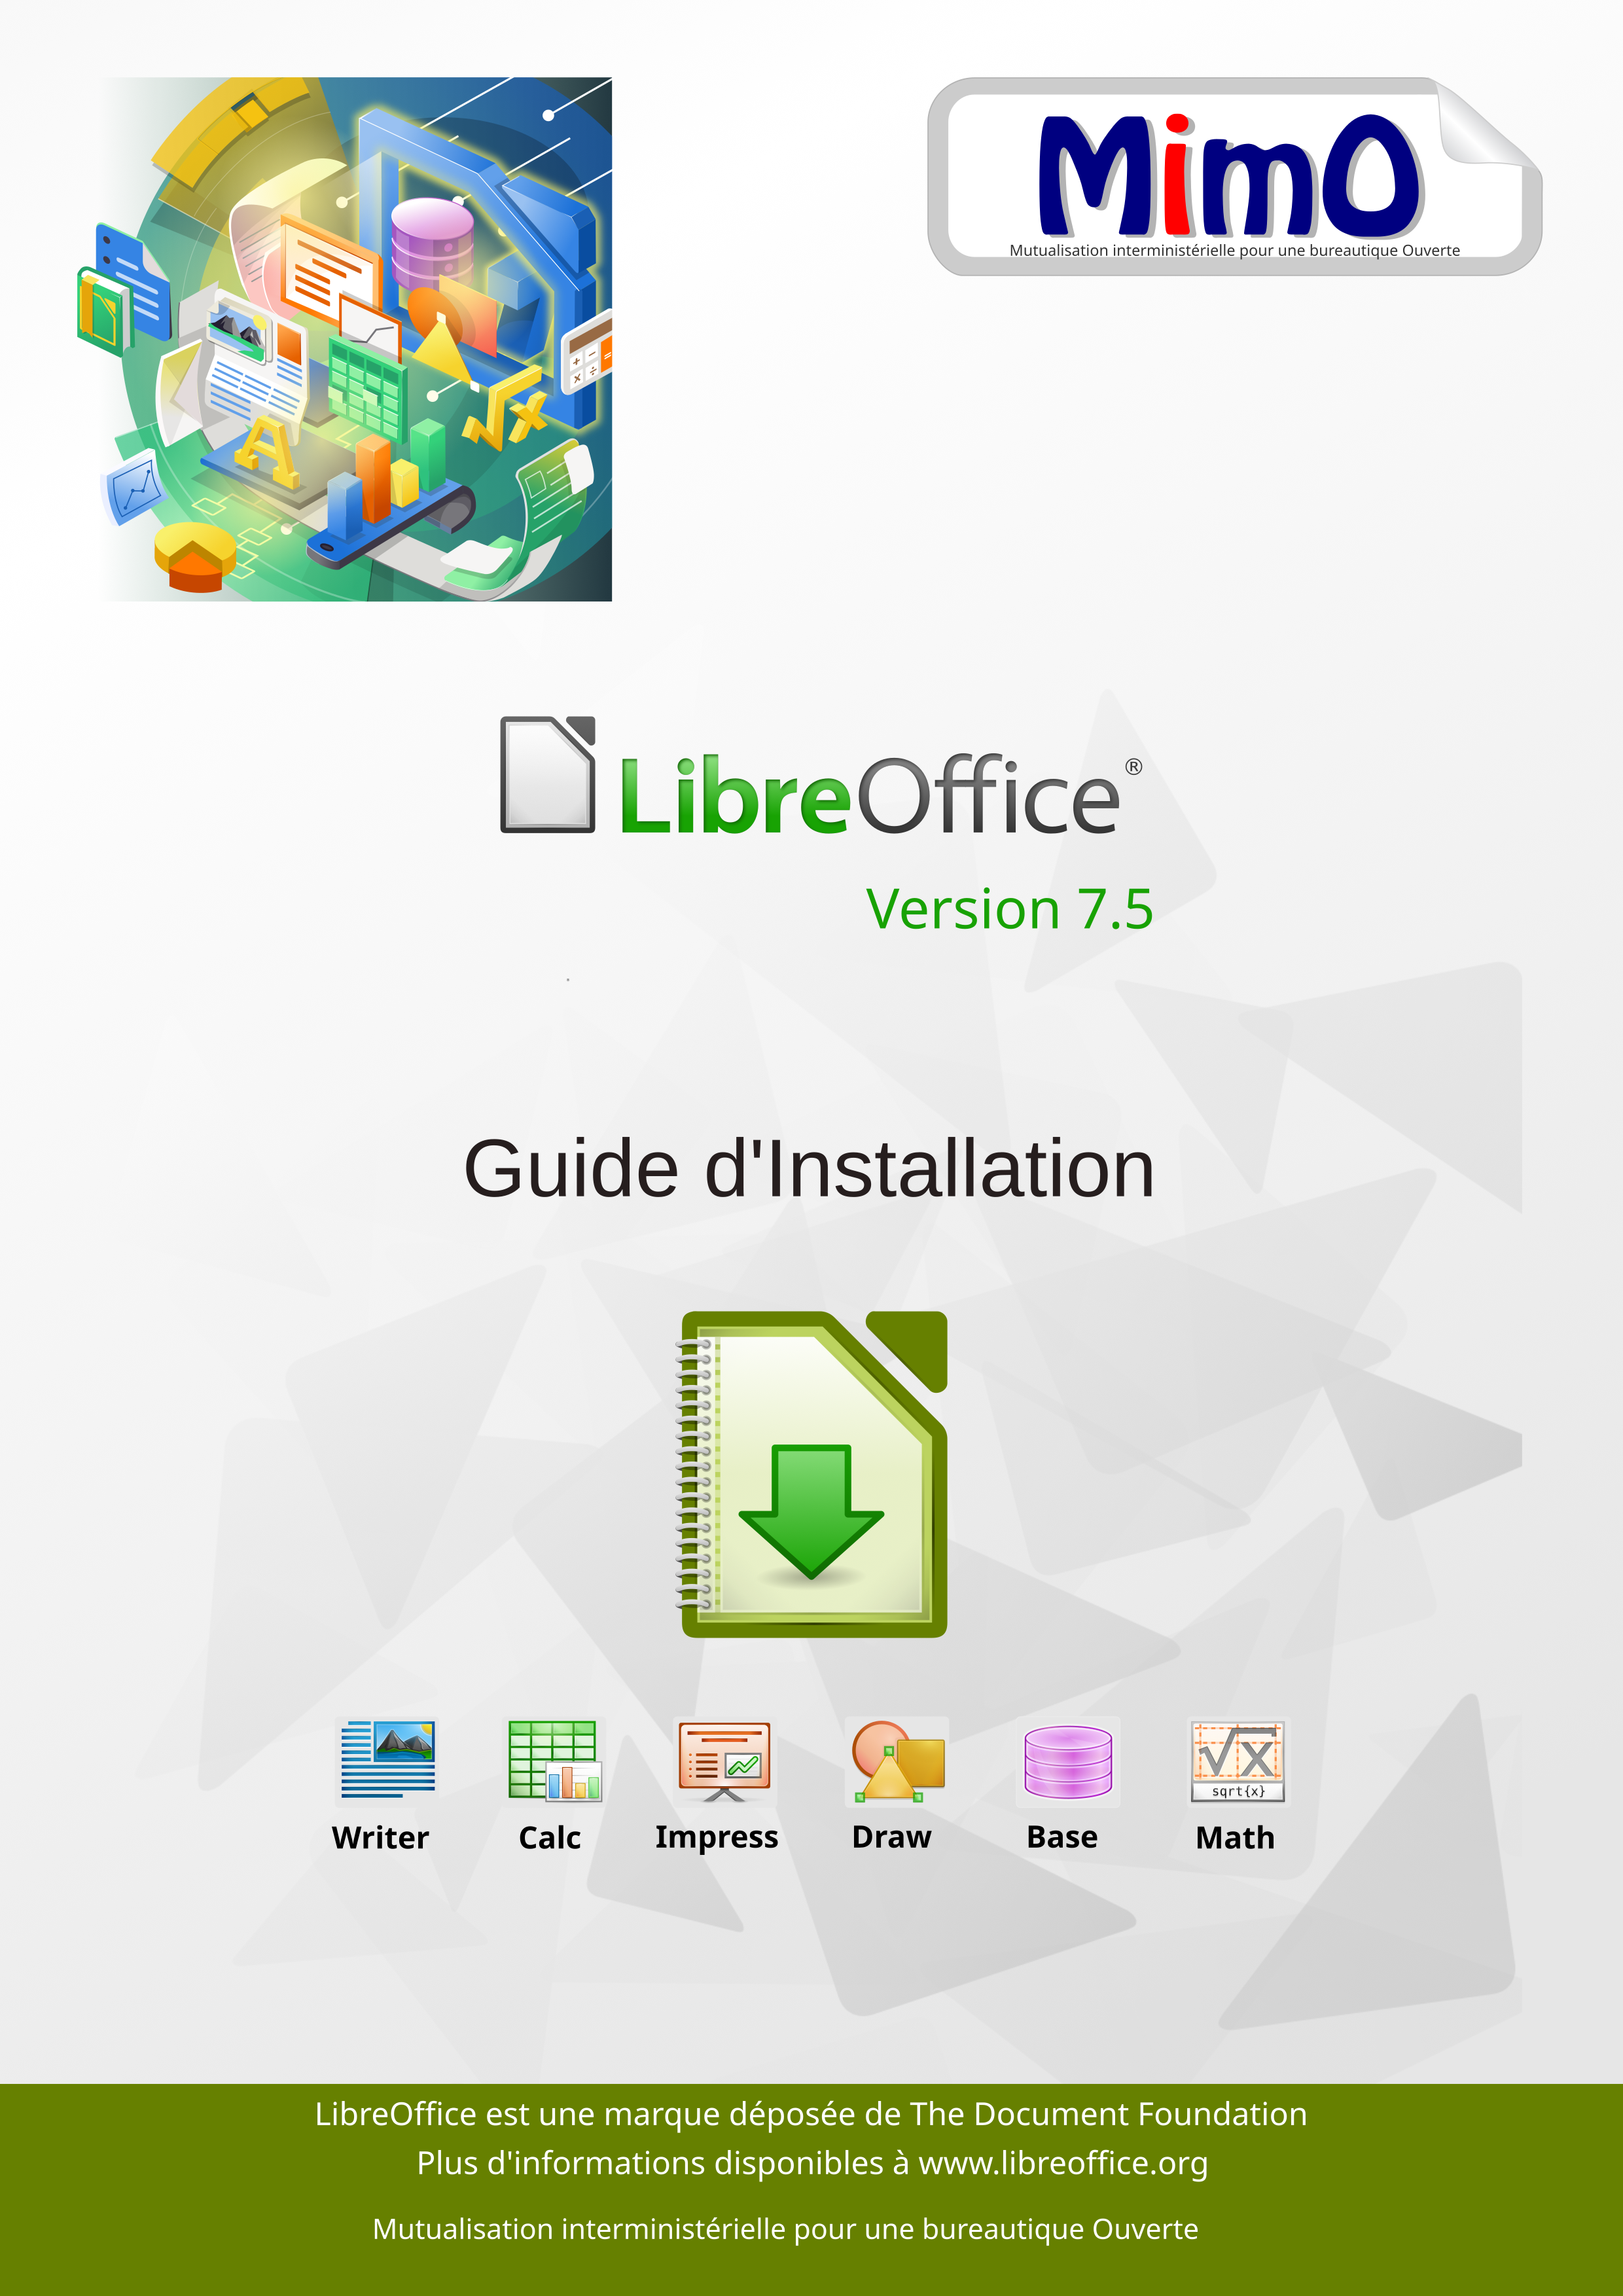 MimO
Mutualisation interministérielle pour une bureautique Ouverte
LibreOffice®
Version 7.5
Guide d'Installation
sqrt{x}
Writer Calc Impress Draw Base Math
LibreOffice est une marque déposée de The Document Foundation
Plus d'informations disponibles à www.libreoffice.org
Mutualisation interministérielle pour une bureautique Ouverte